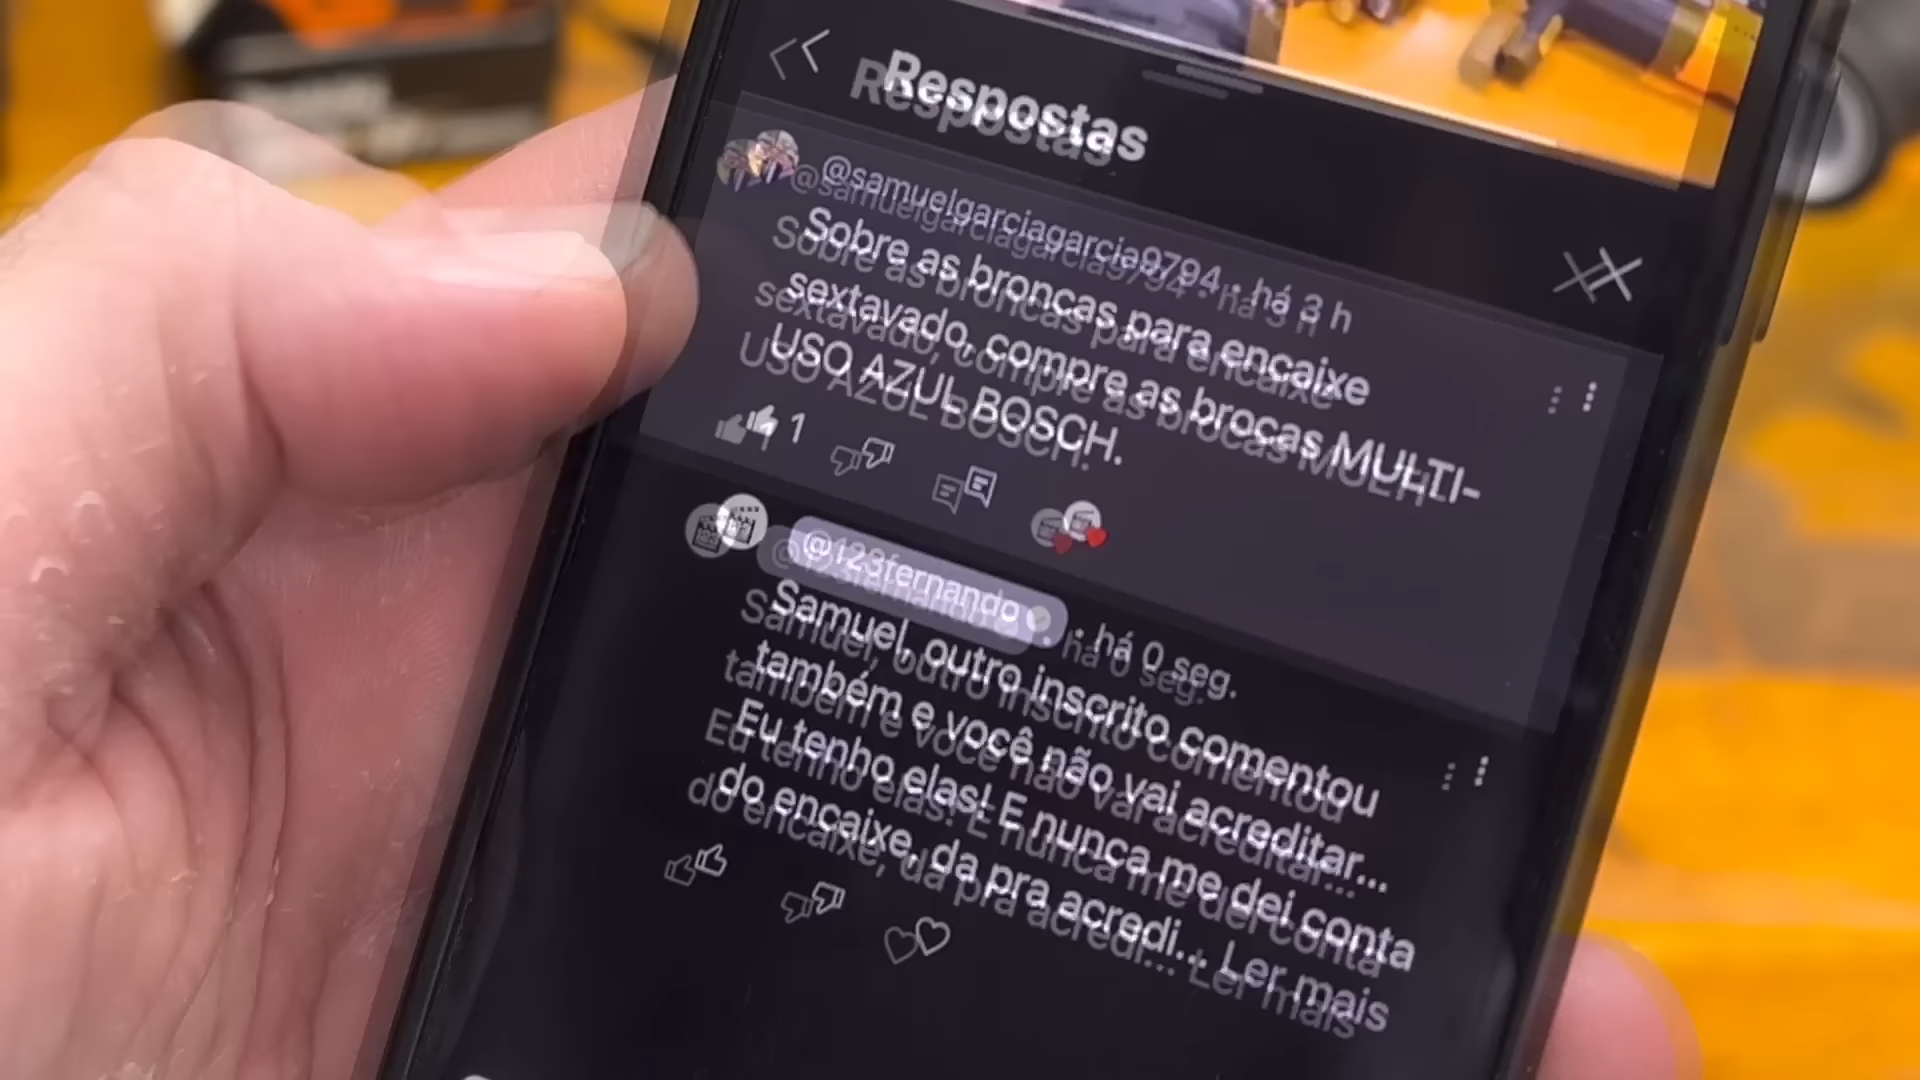 Respostas
@samuelgarciagarcia9794 · há 3 h
Sobre as broncas para encaixe
sextavado, compre as brocas MULTI-
USO AZUL BOSCH.
1
@123fernando · há 0 seg.
Samuel, outro inscrito comentou
também e você não vai acreditar...
Eu tenho elas! E nunca me dei conta
do encaixe, da pra acredi... Ler mais